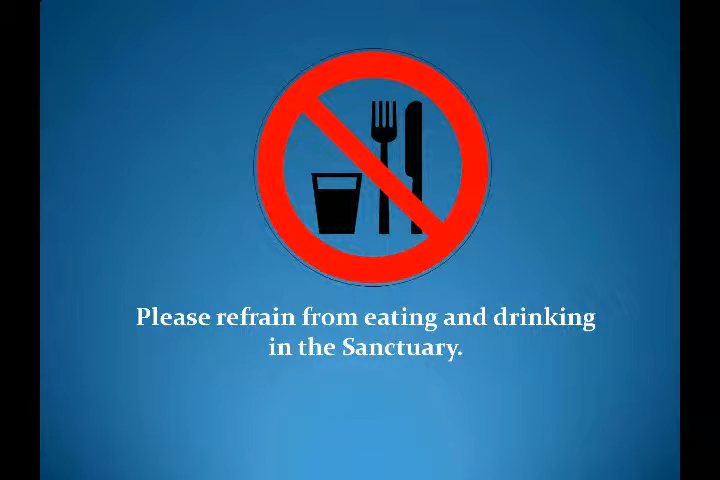 Please refrain from eating and drinking
in the Sanctuary.